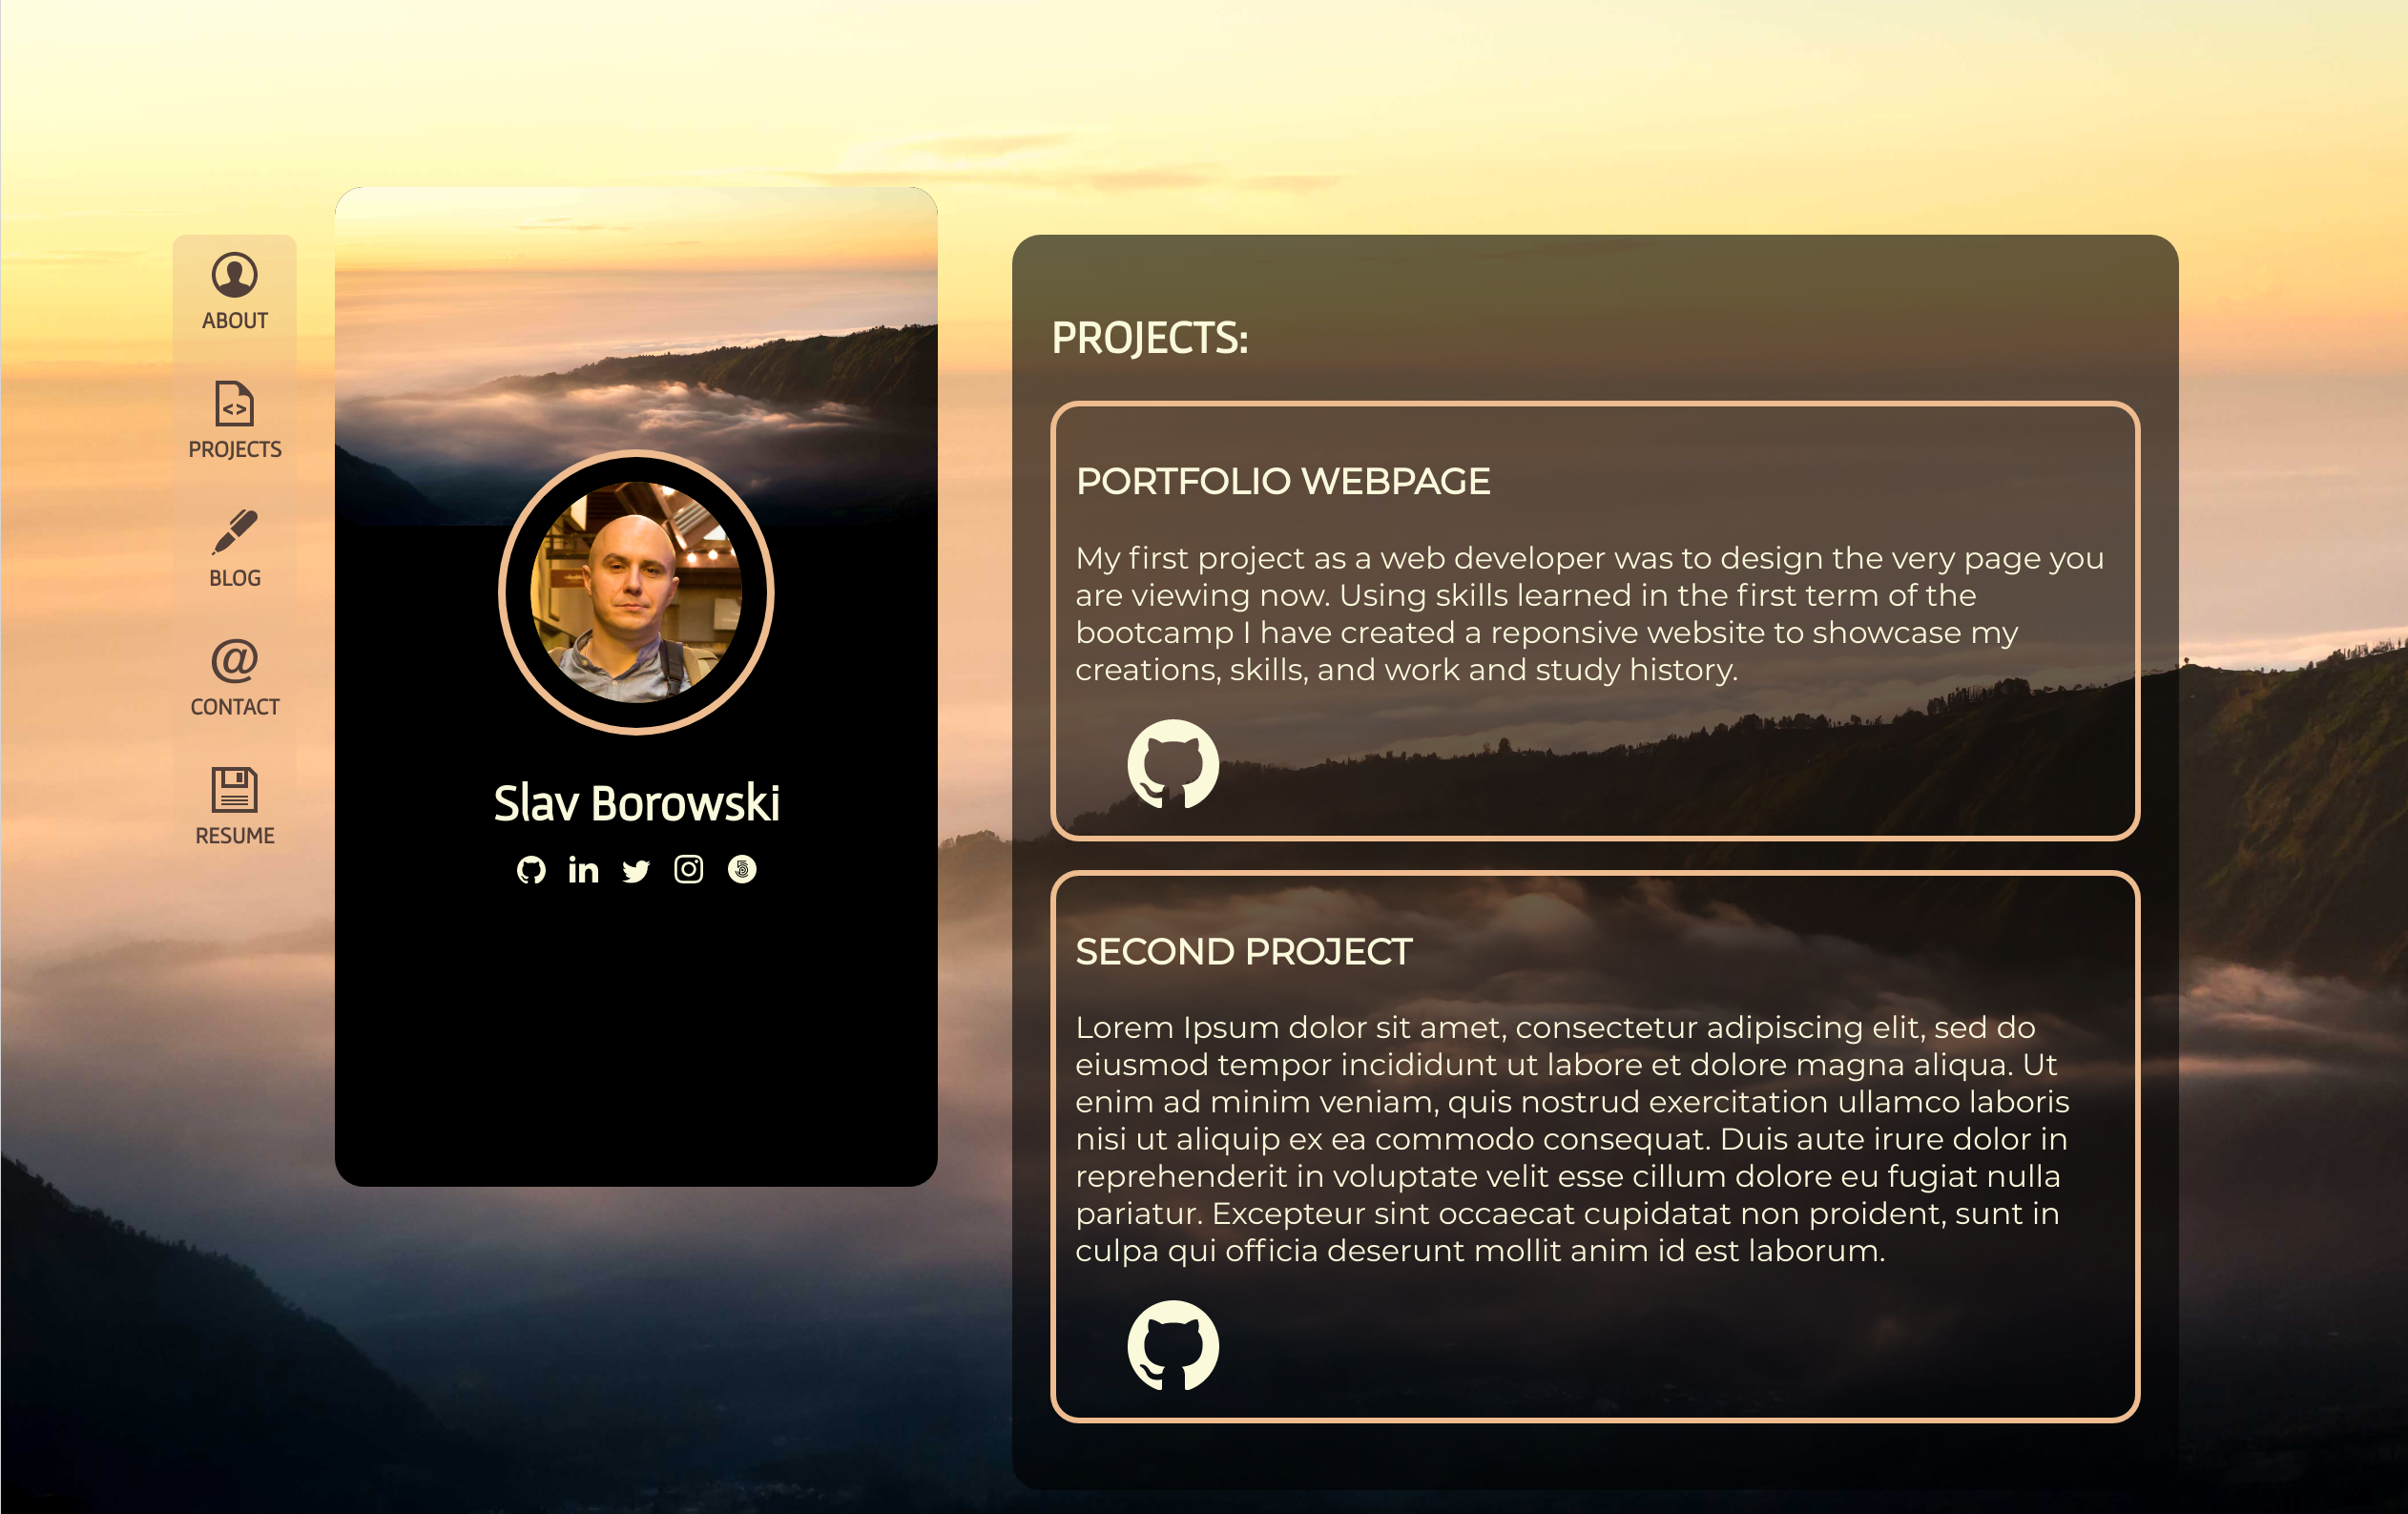 ABOUT
PROJECTS
BLOG
CONTACT
RESUME
Slav Borowski
PROJECTS:
PORTFOLIO WEBPAGE
My first project as a web developer was to design the very page you
are viewing now. Using skills learned in the first term of the
bootcamp I have created a reponsive website to showcase my
creations, skills, and work and study history.
SECOND PROJECT
Lorem Ipsum dolor sit amet, consectetur adipiscing elit, sed do
eiusmod tempor incididunt ut labore et dolore magna aliqua. Ut
enim ad minim veniam, quis nostrud exercitation ullamco laboris
nisi ut aliquip ex ea commodo consequat. Duis aute irure dolor in
reprehenderit in voluptate velit esse cillum dolore eu fugiat nulla
pariatur. Excepteur sint occaecat cupidatat non proident, sunt in
culpa qui officia deserunt mollit anim id est laborum.